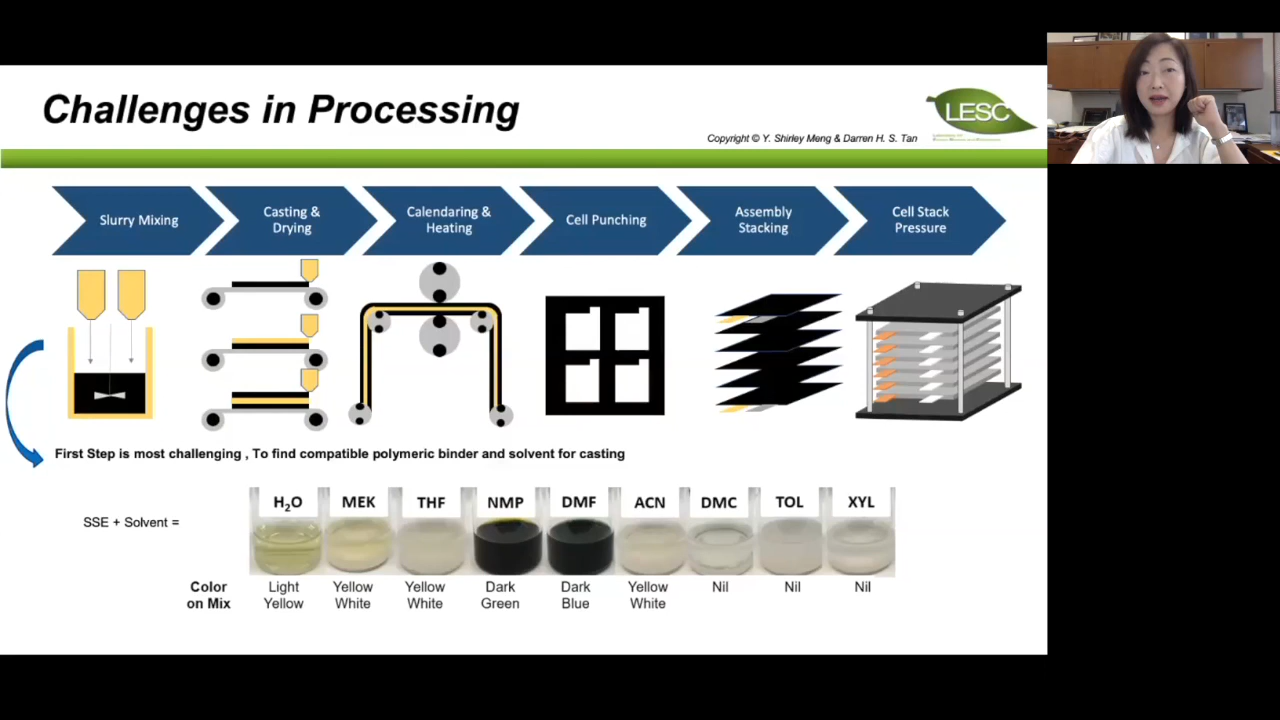 Challenges in Processing
LESC
Copyright © Y. Shirley Meng & Darren H. S. Tan
Slurry Mixing
Casting &
Drying
Calendaring &
Heating
Cell Punching
Assembly
Stacking
Cell Stack
Pressure
First Step is most challenging , To find compatible polymeric binder and solvent for casting
H₂O MEK THF NMP DMF ACN DMC TOL XYL
SSE + Solvent =
Color
on Mix
Light
Yellow
Yellow
White
Yellow
White
Dark
Green
Dark
Blue
Yellow
White
Nil
Nil
Nil